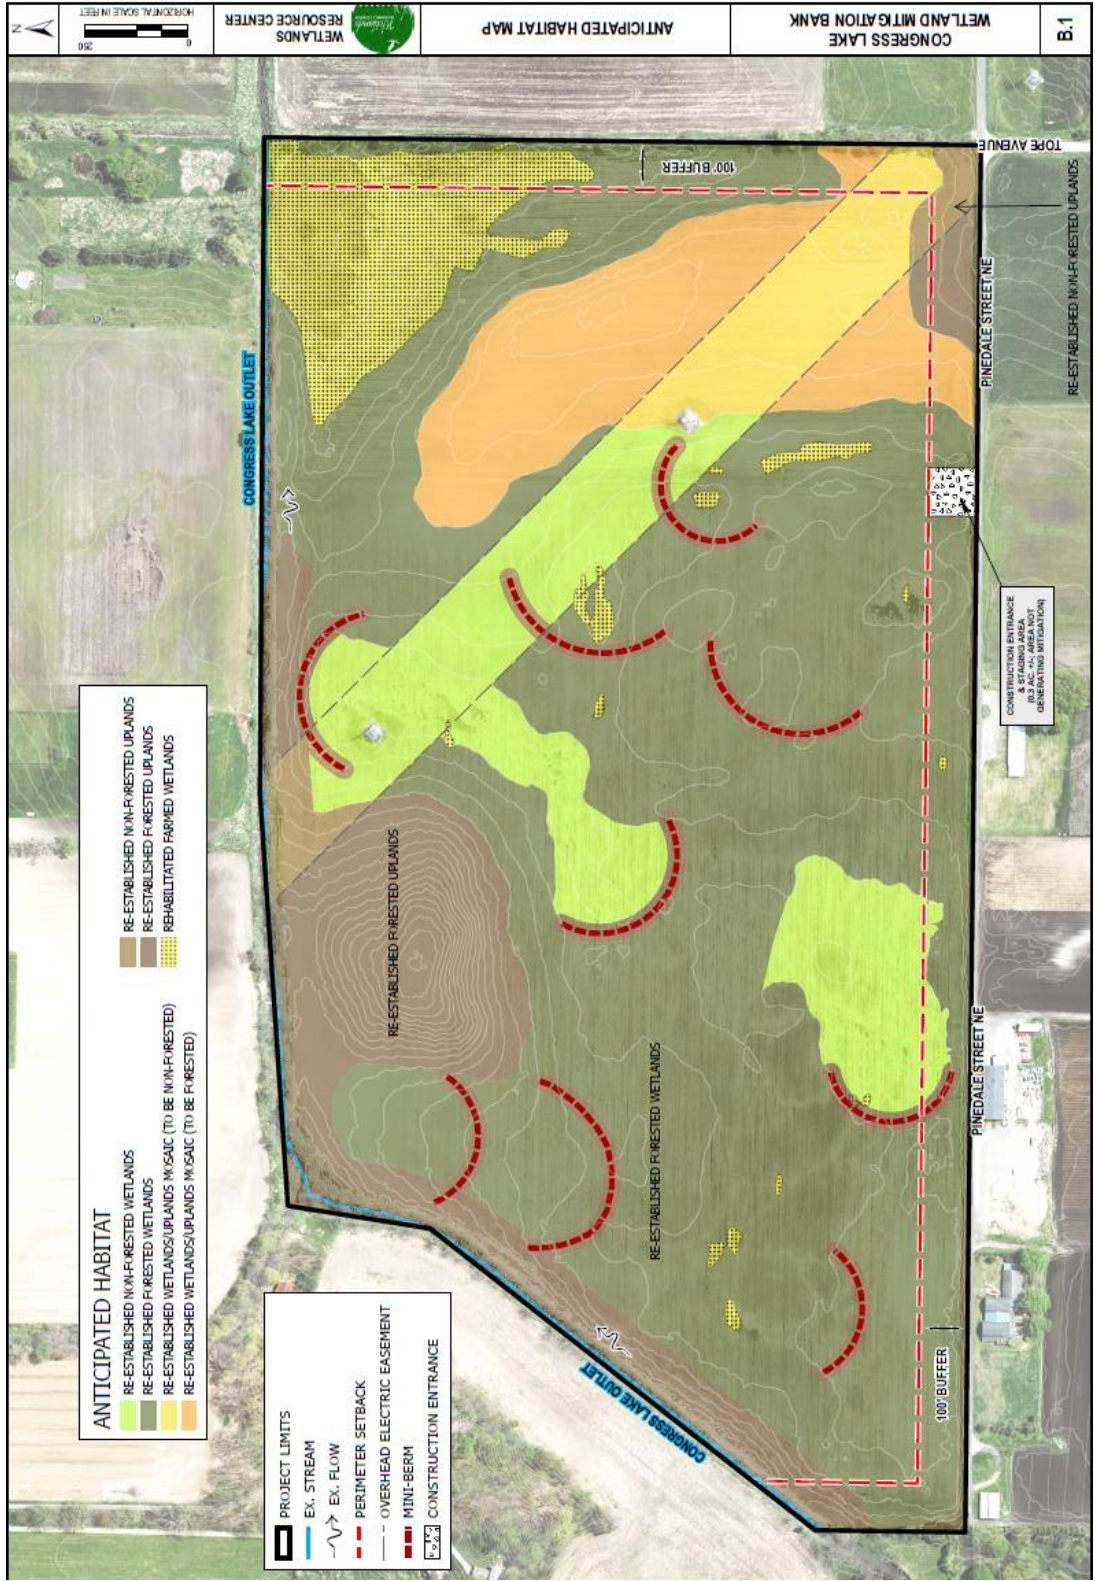 ANTICIPATED HABITAT
RE-ESTABLISHED NON-FORESTED WETLANDS
RE-ESTABLISHED FORESTED WETLANDS
RE-ESTABLISHED WETLANDS/UPLANDS MOSAIC (TO BE NON-FORESTED)
RE-ESTABLISHED WETLANDS/UPLANDS MOSAIC (TO BE FORESTED)
RE-ESTABLISHED NON-FORESTED UPLANDS
RE-ESTABLISHED FORESTED UPLANDS
REHABILITATED FARMED WETLANDS
PROJECT LIMITS
EX. STREAM
EX. FLOW
PERIMETER SETBACK
OVERHEAD ELECTRIC EASEMENT
MINI-BERM
CONSTRUCTION ENTRANCE
CONGRESS LAKE OUTLET
CONGRESS LAKE OUTLET
RE-ESTABLISHED FORESTED UPLANDS
RE-ESTABLISHED FORESTED WETLANDS
100' BUFFER
100' BUFFER
PINEDALE STREET NE
PINEDALE STREET NE
TOPE AVENUE
RE-ESTABLISHED NON-FORESTED UPLANDS
CONSTRUCTION ENTRANCE
& STAGING AREA
(0.3 AC. +/-; AREA NOT
GENERATING MITIGATION)
N
0
250
HORIZONTAL SCALE IN FEET
Wetlands
WETLANDS
RESOURCE CENTER
ANTICIPATED HABITAT MAP
CONGRESS LAKE
WETLAND MITIGATION BANK
B.1